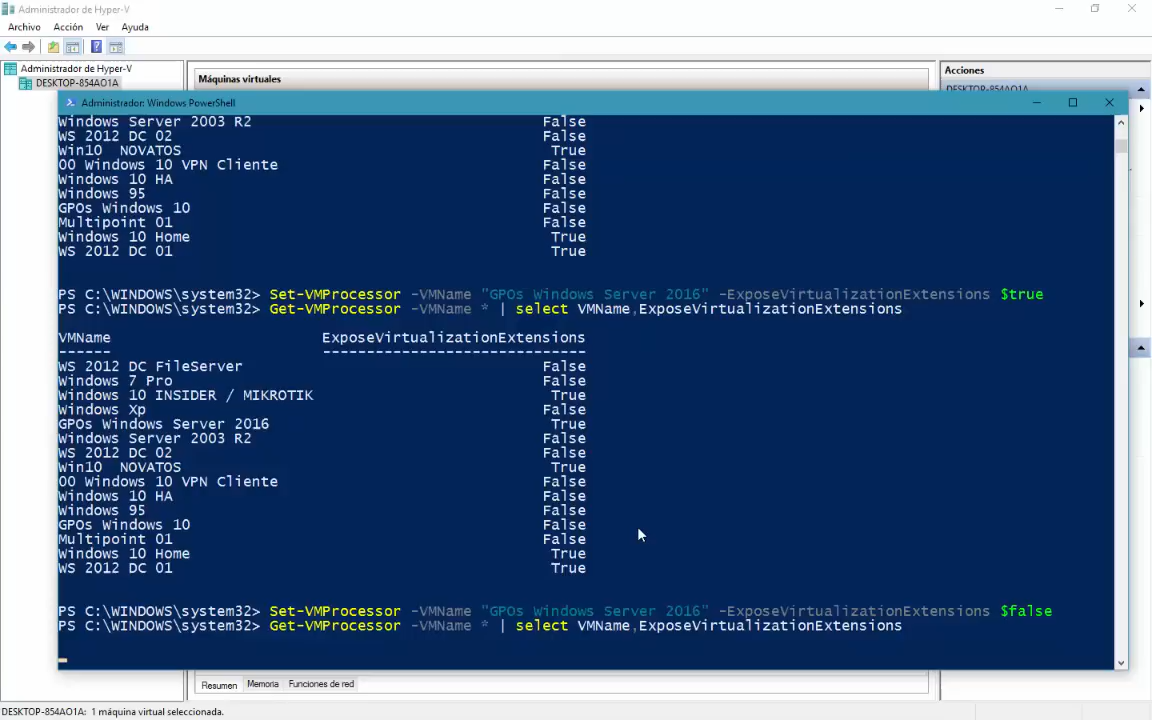 Administrador de Hyper-V
Archivo Acción Ver Ayuda
Administrador de Hyper-V
DESKTOP-854AO1A
Máquinas virtuales
Acciones
DESKTOP-854AO1A
Administrador: Windows PowerShell
Windows Server 2003 R2 False
WS 2012 DC 02 False
Win10  NOVATOS True
00 Windows 10 VPN Cliente False
Windows 10 HA False
Windows 95 False
GPOs Windows 10 False
Multipoint 01 False
Windows 10 Home True
WS 2012 DC 01 True
PS C:\WINDOWS\system32> Set-VMProcessor -VMName "GPOs Windows Server 2016" -ExposeVirtualizationExtensions $true
PS C:\WINDOWS\system32> Get-VMProcessor -VMName * | select VMName,ExposeVirtualizationExtensions
VMName ExposeVirtualizationExtensions
------ ------------------------------
WS 2012 DC FileServer False
Windows 7 Pro False
Windows 10 INSIDER / MIKROTIK True
Windows Xp False
GPOs Windows Server 2016 True
Windows Server 2003 R2 False
WS 2012 DC 02 False
Win10  NOVATOS True
00 Windows 10 VPN Cliente False
Windows 10 HA False
Windows 95 False
GPOs Windows 10 False
Multipoint 01 False
Windows 10 Home True
WS 2012 DC 01 True
PS C:\WINDOWS\system32> Set-VMProcessor -VMName "GPOs Windows Server 2016" -ExposeVirtualizationExtensions $false
PS C:\WINDOWS\system32> Get-VMProcessor -VMName * | select VMName,ExposeVirtualizationExtensions
Resumen Memoria Funciones de red
DESKTOP-854AO1A: 1 máquina virtual seleccionada.